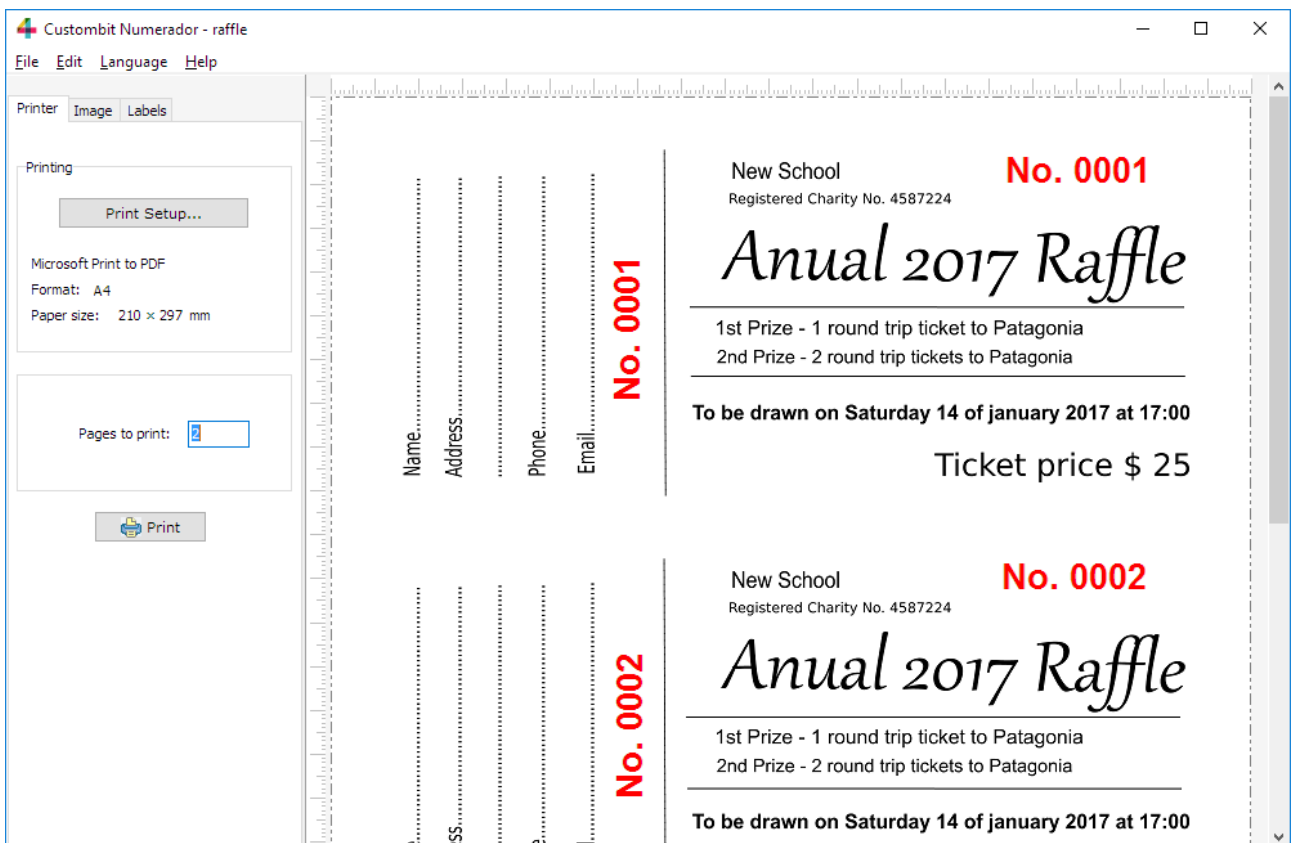 Custombit Numerador - raffle
File Edit Language Help
Printer Image Labels
Printing
Print Setup...
Microsoft Print to PDF
Format: A4
Paper size: 210 × 297 mm
Pages to print: 2
Print
Name
Address
Phone
Email
No. 0001
New School
No. 0001
Registered Charity No. 4587224
Anual 2017 Raffle
1st Prize - 1 round trip ticket to Patagonia
2nd Prize - 2 round trip tickets to Patagonia
To be drawn on Saturday 14 of january 2017 at 17:00
Ticket price $ 25
No. 0002
New School
No. 0002
Registered Charity No. 4587224
Anual 2017 Raffle
1st Prize - 1 round trip ticket to Patagonia
2nd Prize - 2 round trip tickets to Patagonia
To be drawn on Saturday 14 of january 2017 at 17:00